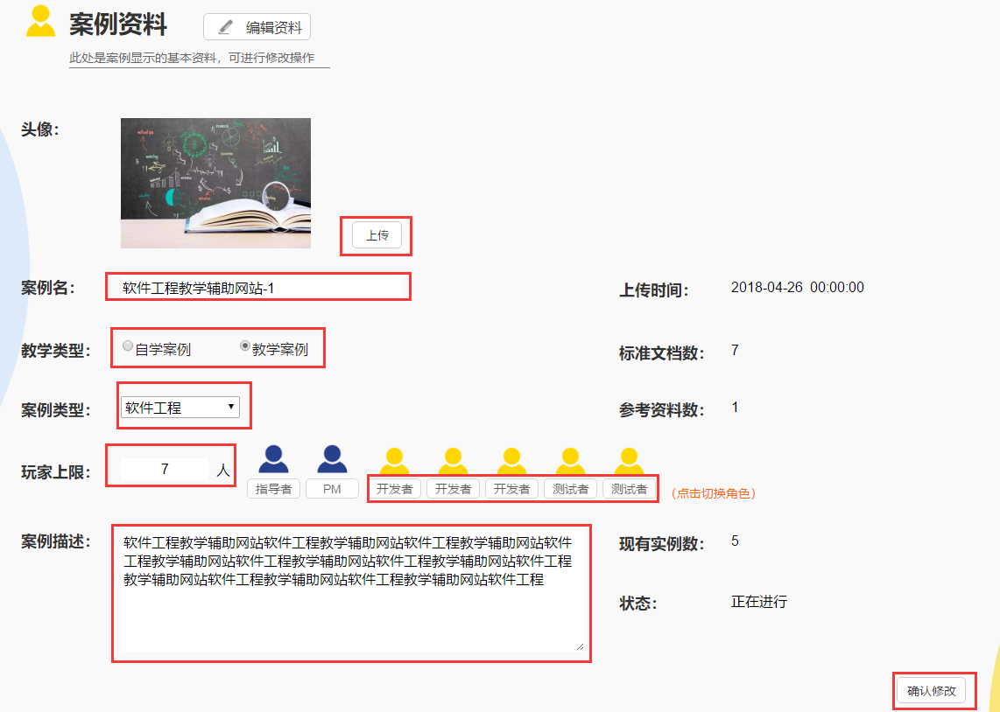 案例资料
编辑资料
此处是案例显示的基本资料，可进行修改操作
头像：
上传
案例名：
软件工程教学辅助网站-1
上传时间：
2018-04-26 00:00:00
教学类型：
自学案例
教学案例
标准文档数：
7
案例类型：
软件工程
参考资料数：
1
玩家上限：
7
人
指导者
PM
开发者
开发者
开发者
测试者
测试者
（点击切换角色）
案例描述：
软件工程教学辅助网站软件工程教学辅助网站软件工程教学辅助网站软件
工程教学辅助网站软件工程教学辅助网站软件工程教学辅助网站软件工程
教学辅助网站软件工程教学辅助网站软件工程教学辅助网站软件工程
现有实例数：
5
状态：
正在进行
确认修改